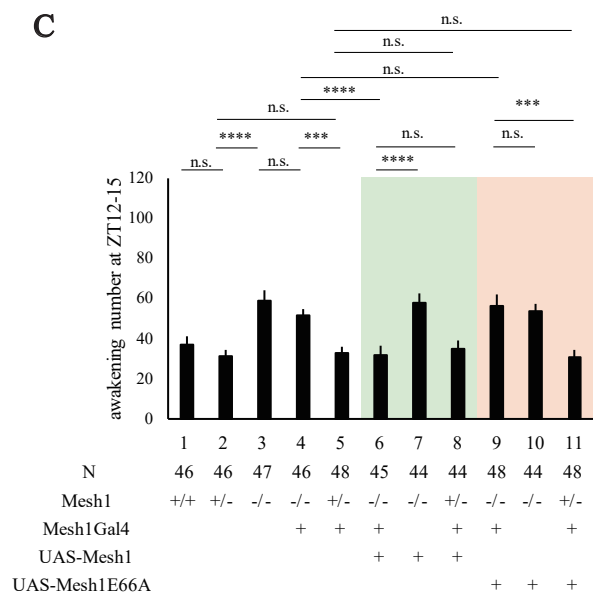 C
n.s.
n.s.
n.s.
****
***
n.s.
**** *** n.s. n.s.
n.s. n.s. ****
awakening number at ZT12-15
120
100
80
60
40
20
0
1 2 3 4 5 6 7 8 9 10 11
N 46 46 47 46 48 45 44 44 48 44 48
Mesh1 +/+ +/- -/- -/- +/- -/- -/- +/- -/- -/- +/-
Mesh1Gal4 + + + + + +
UAS-Mesh1 + + +
UAS-Mesh1E66A + + +